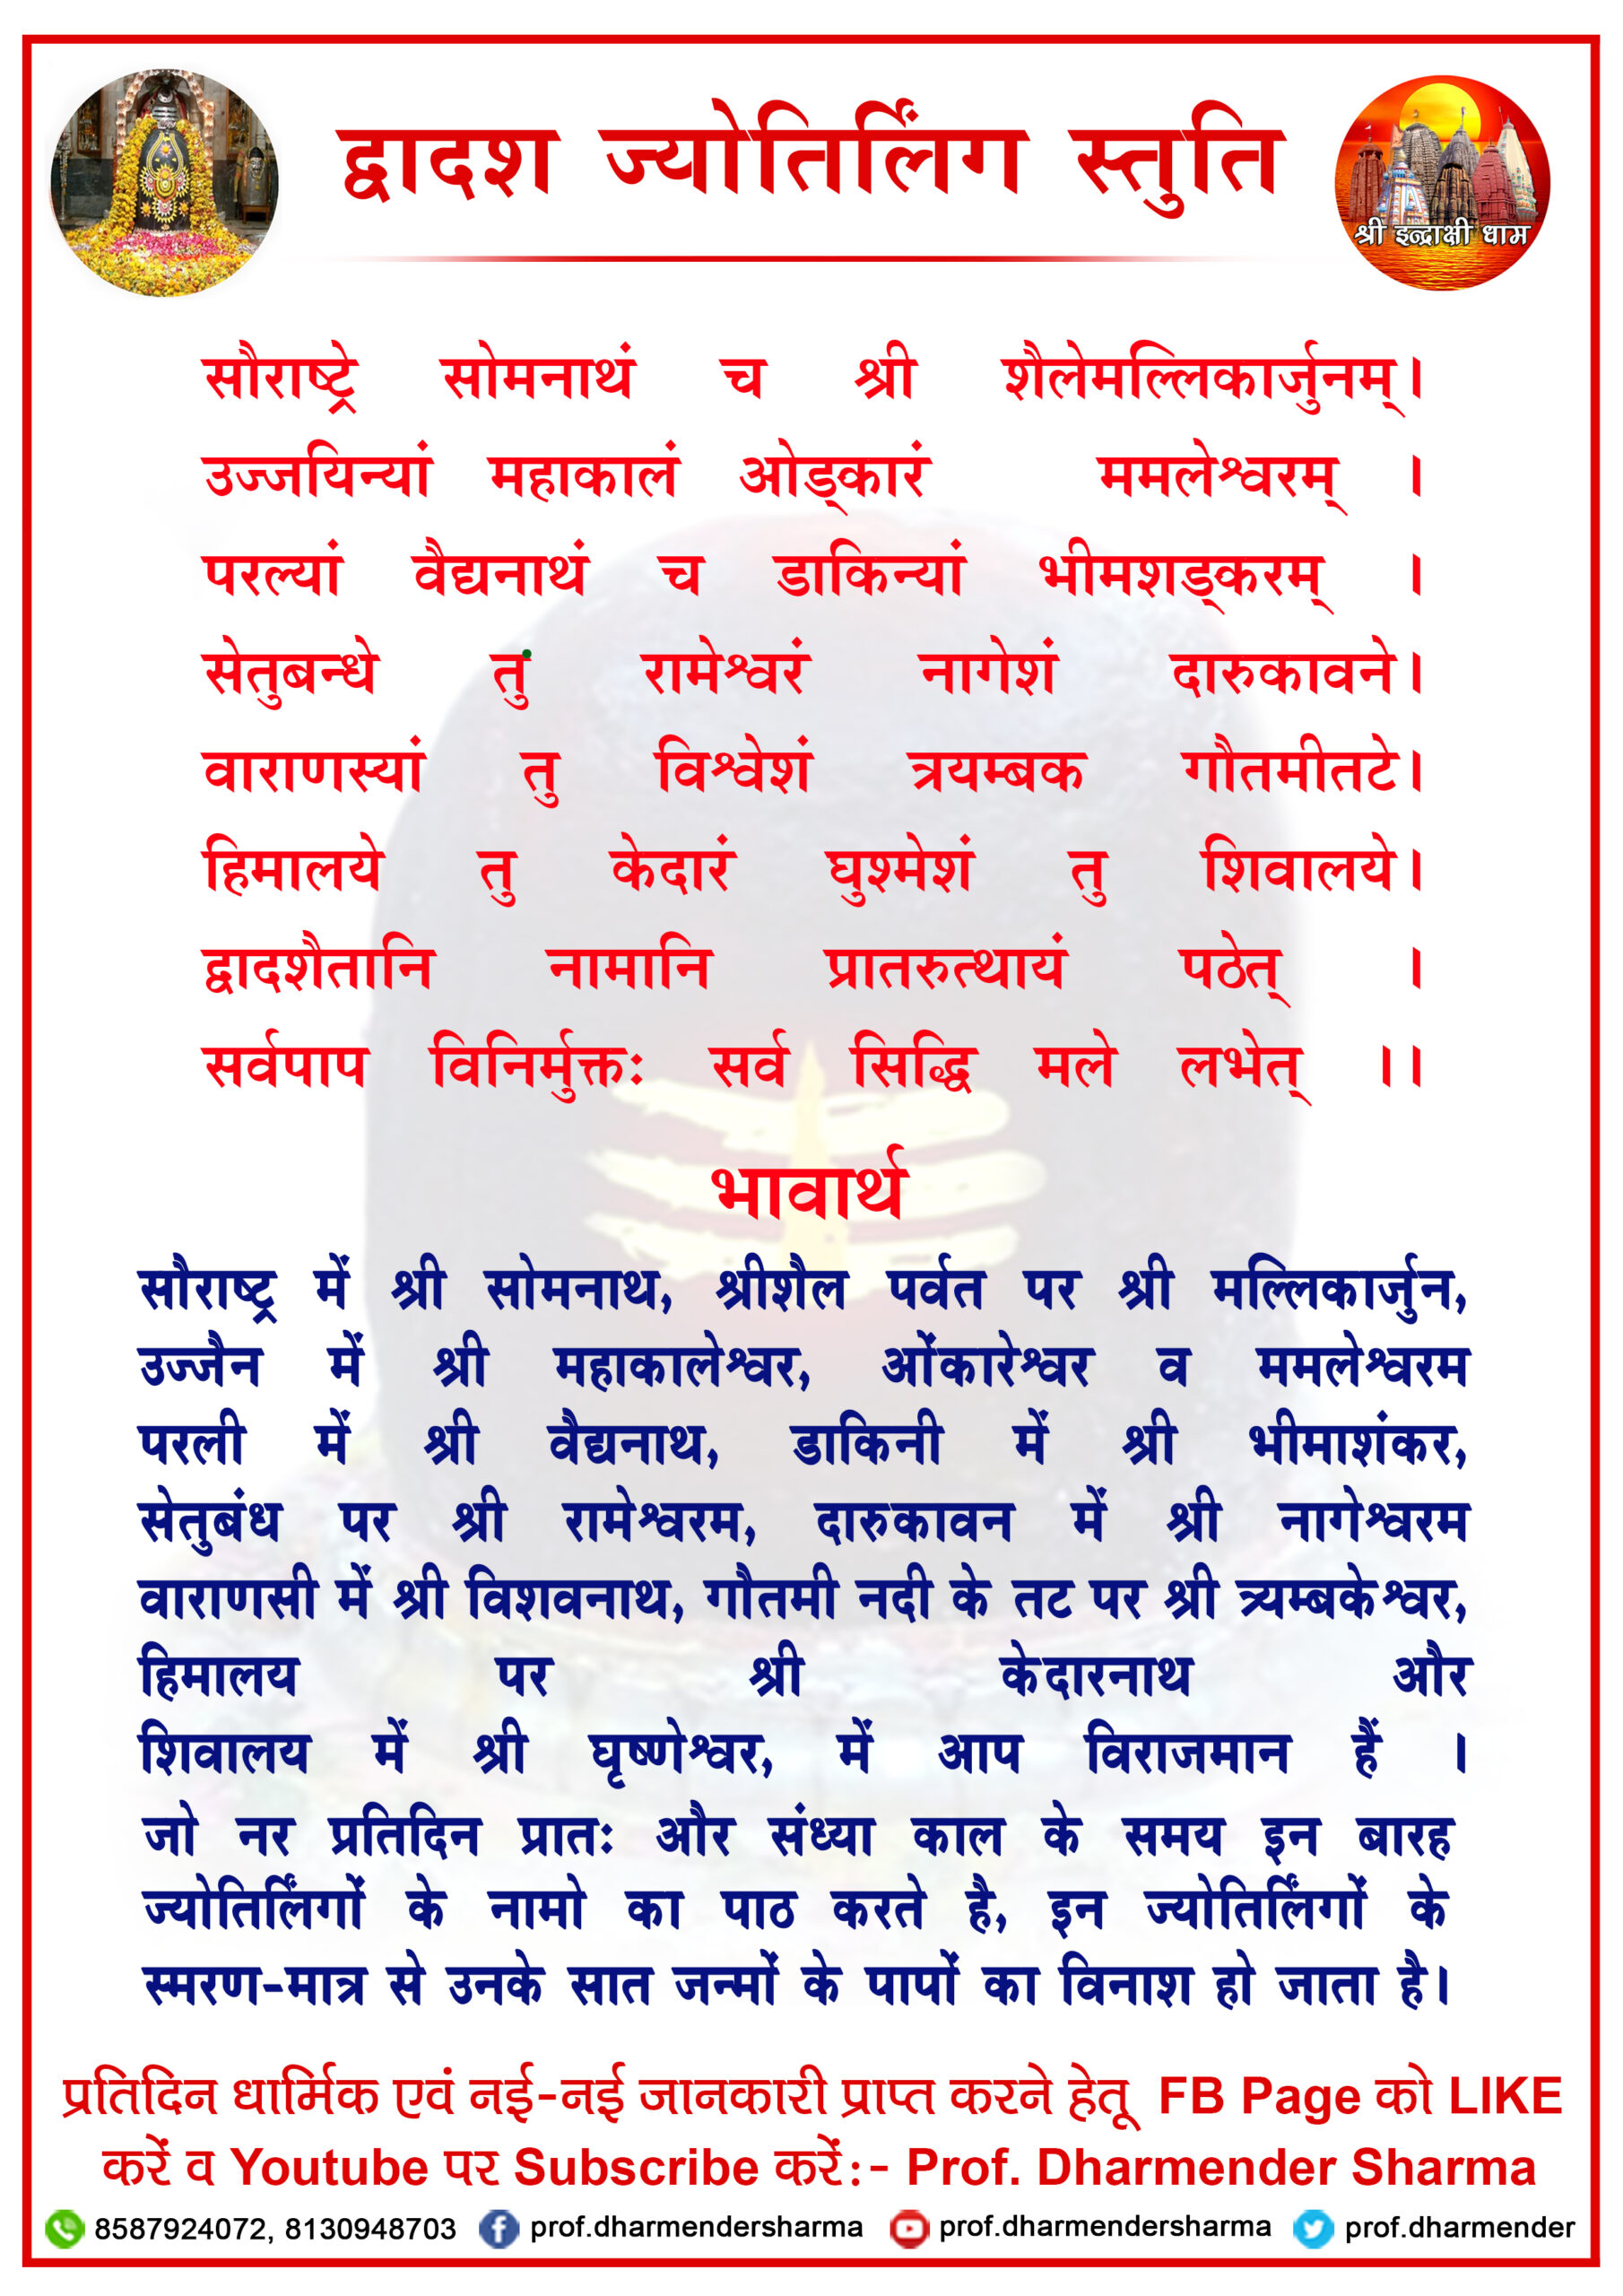 द्वादश ज्योतिर्लिंग स्तुति
श्री इन्द्राक्षी धाम
सौराष्ट्रे सोमनाथं च श्री शैलेमल्लिकार्जुनम्।
उज्जयिन्यां महाकालं ओड्कारं ममलेश्वरम् ।
परल्यां वैद्यनाथं च डाकिन्यां भीमशड्करम् ।
सेतुबन्धे तुं रामेश्वरं नागेशं दारुकावने।
वाराणस्यां तु विश्वेशं त्रयम्बक गौतमीतटे।
हिमालये तु केदारं घुश्मेशं तु शिवालये।
द्वादशैतानि नामानि प्रातरुत्थायं पठेत् ।
सर्वपाप विनिर्मुक्तः सर्व सिद्धि मले लभेत् ।।
भावार्थ
सौराष्ट्र में श्री सोमनाथ, श्रीशैल पर्वत पर श्री मल्लिकार्जुन,
उज्जैन में श्री महाकालेश्वर, ओंकारेश्वर व ममलेश्वरम
परली में श्री वैद्यनाथ, डाकिनी में श्री भीमाशंकर,
सेतुबंध पर श्री रामेश्वरम, दारुकावन में श्री नागेश्वरम
वाराणसी में श्री विशवनाथ, गौतमी नदी के तट पर श्री त्र्यम्बकेश्वर,
हिमालय पर श्री केदारनाथ और
शिवालय में श्री घृष्णेश्वर, में आप विराजमान हैं ।
जो नर प्रतिदिन प्रातः और संध्या काल के समय इन बारह
ज्योतिर्लिंगों के नामो का पाठ करते है, इन ज्योतिर्लिंगों के
स्मरण-मात्र से उनके सात जन्मों के पापों का विनाश हो जाता है।
प्रतिदिन धार्मिक एवं नई-नई जानकारी प्राप्त करने हेतू FB Page को LIKE
करें व Youtube पर Subscribe करें:- Prof. Dharmender Sharma
8587924072, 8130948703 prof.dharmendersharma prof.dharmendersharma prof.dharmender